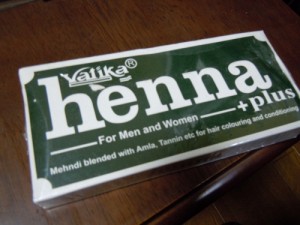 Vatika®
henna
+plus
For Men and Women
Mehndi blended with Amla, Tannin etc for hair colouring and conditioning